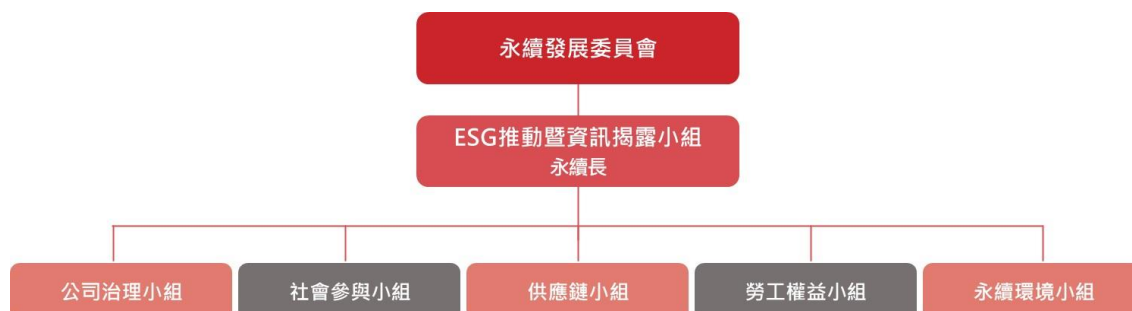 永續發展委員會
ESG推動暨資訊揭露小組
永續長
公司治理小組
社會參與小組
供應鏈小組
勞工權益小組
永續環境小組